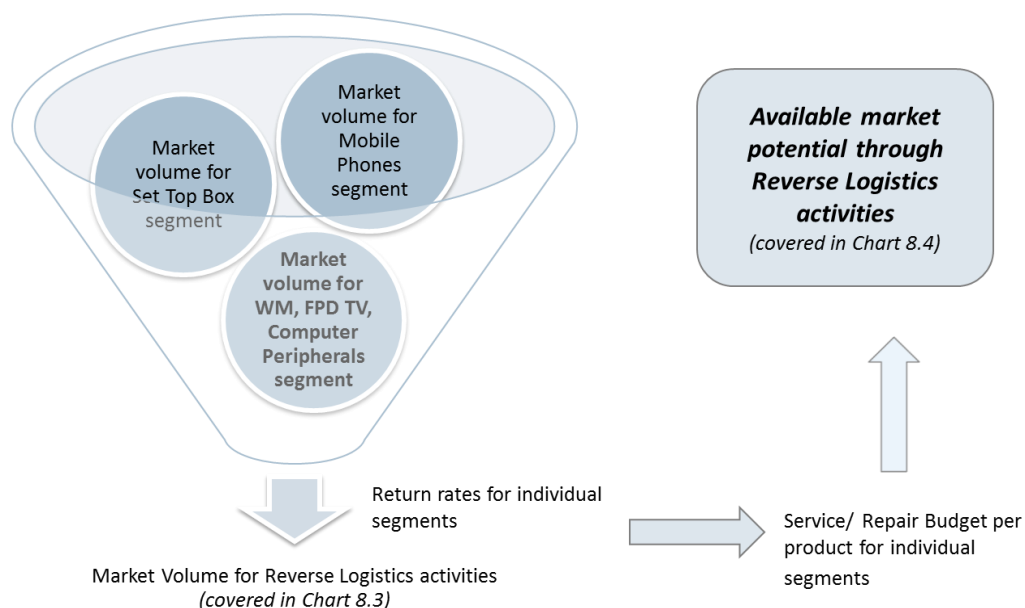 Market
volume for
Mobile
Phones
segment
Market
volume for
Set Top Box
segment
Market
volume for
WM, FPD TV,
Computer
Peripherals
segment
Available market
potential through
Reverse Logistics
activities
(covered in Chart 8.4)
Return rates for individual
segments
Service/ Repair Budget per
product for individual
segments
Market Volume for Reverse Logistics activities
(covered in Chart 8.3)